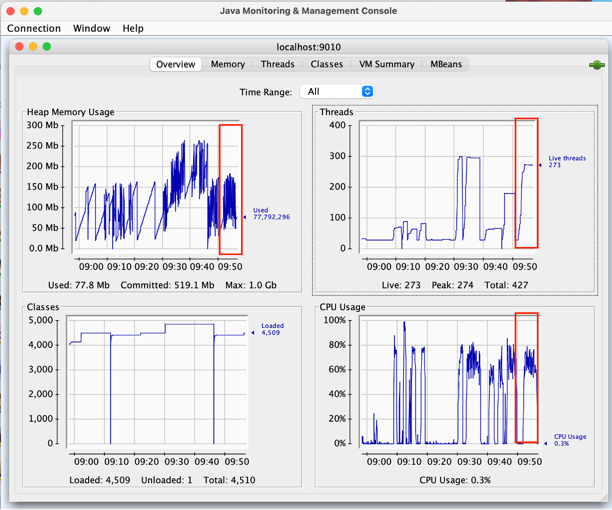 Java Monitoring & Management Console
Connection Window Help
localhost:9010
Overview Memory Threads Classes VM Summary MBeans
Time Range: All
Heap Memory Usage
300 Mb
250 Mb
200 Mb
150 Mb
100 Mb
50 Mb
0.0 Mb
Used
77,792,296
09:00 09:10 09:20 09:30 09:40 09:50
Used: 77.8 Mb Committed: 519.1 Mb Max: 1.0 Gb
Threads
400
300
200
100
0
Live threads
273
09:00 09:10 09:20 09:30 09:40 09:50
Live: 273 Peak: 274 Total: 427
Classes
5,000
4,000
3,000
2,000
1,000
0
Loaded
4,509
09:00 09:10 09:20 09:30 09:40 09:50
Loaded: 4,509 Unloaded: 1 Total: 4,510
CPU Usage
100%
80%
60%
40%
20%
0%
CPU Usage
0.3%
09:00 09:10 09:20 09:30 09:40 09:50
CPU Usage: 0.3%